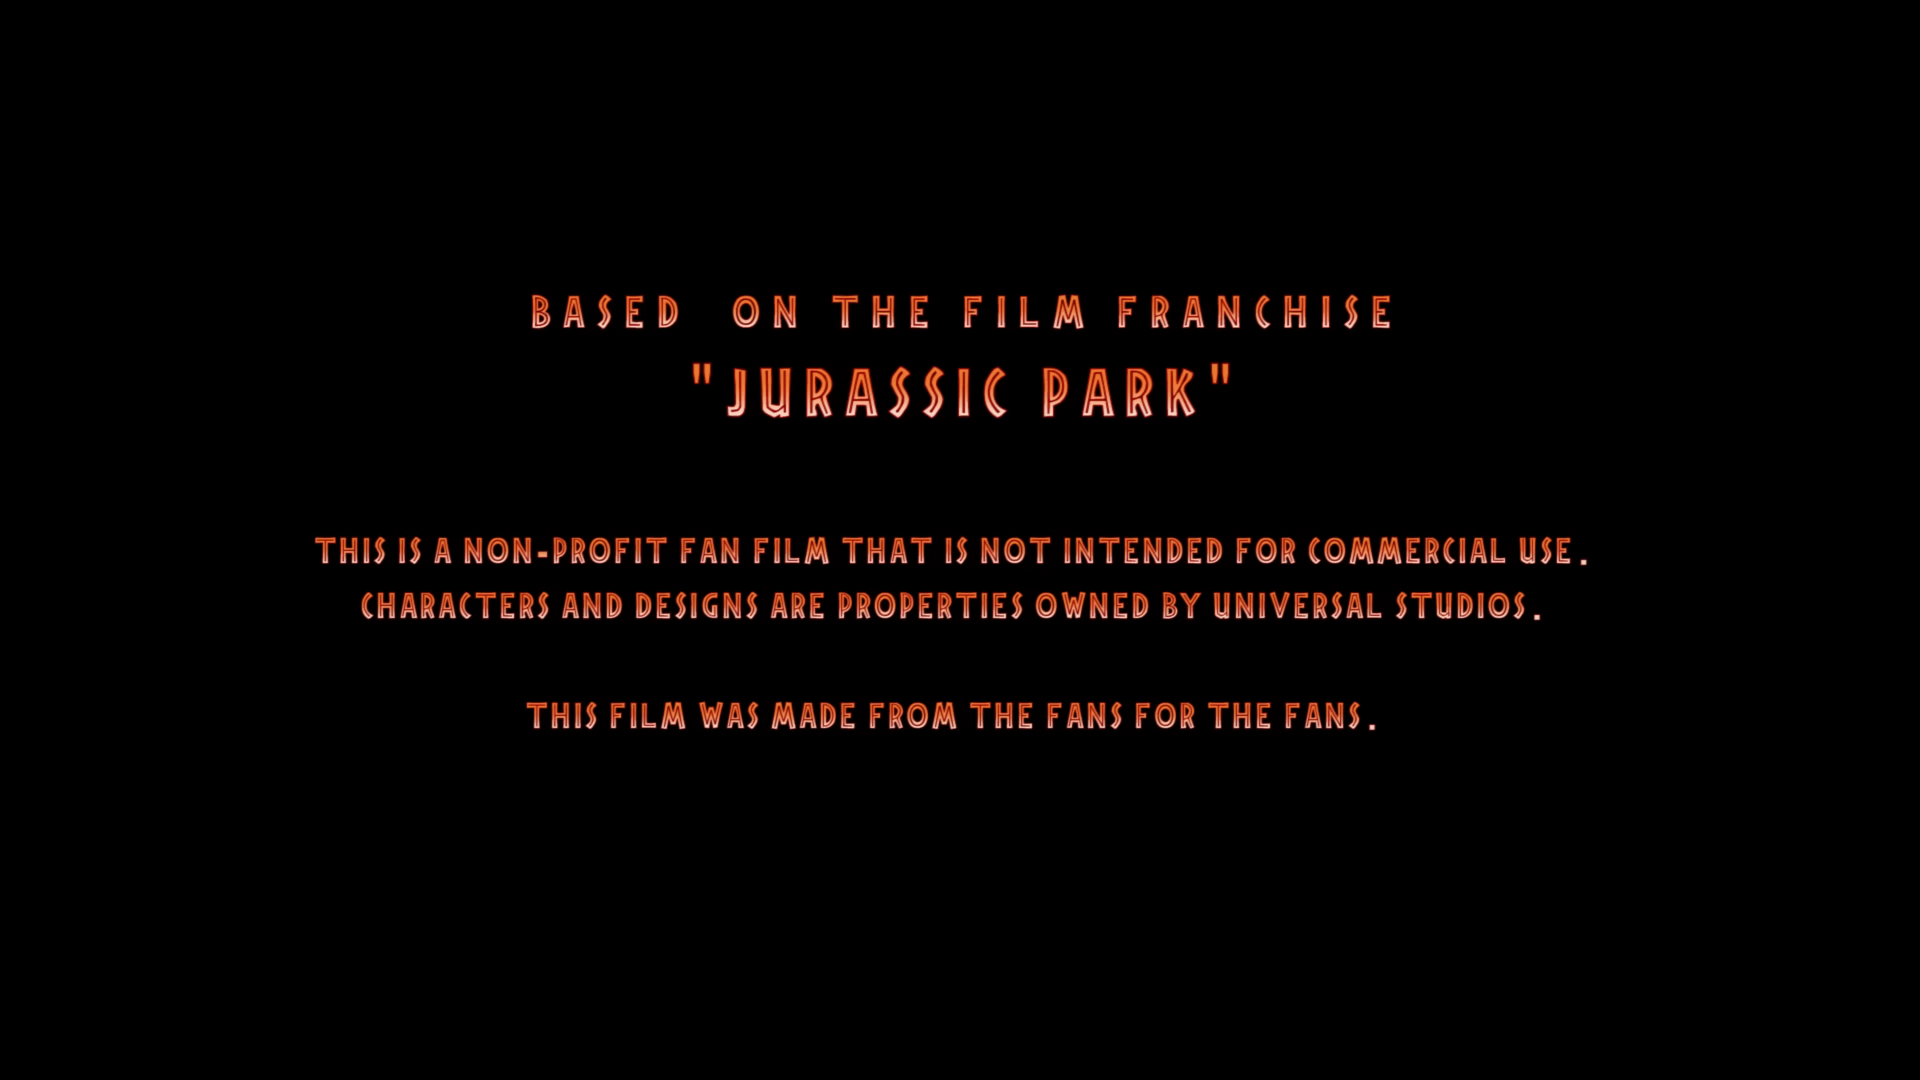 BASED ON THE FILM FRANCHISE
"JURASSIC PARK"
THIS IS A NON-PROFIT FAN FILM THAT IS NOT INTENDED FOR COMMERCIAL USE.
CHARACTERS AND DESIGNS ARE PROPERTIES OWNED BY UNIVERSAL STUDIOS.
THIS FILM WAS MADE FROM THE FANS FOR THE FANS.